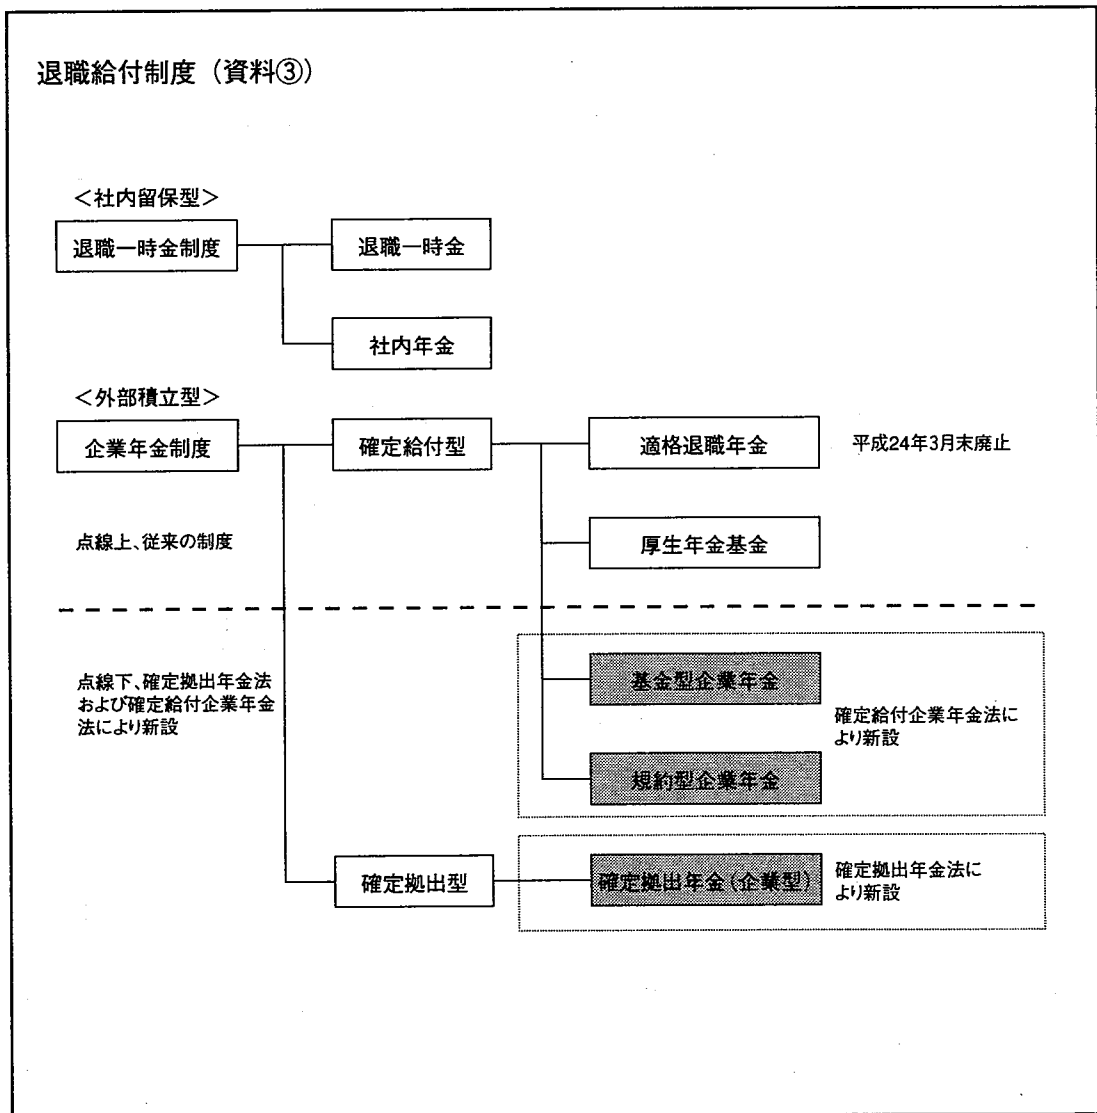 退職給付制度（資料③）
＜社内留保型＞
退職一時金制度
退職一時金
社内年金
＜外部積立型＞
企業年金制度
確定給付型
適格退職年金
平成24年3月末廃止
点線上、従来の制度
厚生年金基金
点線下、確定拠出年金法
および確定給付企業年金
法により新設
基金型企業年金
確定給付企業年金法に
より新設
規約型企業年金
確定拠出型
確定拠出年金（企業型）
確定拠出年金法に
より新設